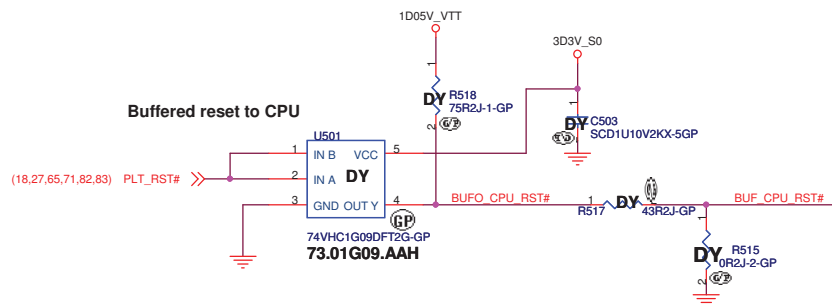 1D05V_VTT
3D3V_S0
1
R518
DY
75R2J-1-GP
2
G/P
Buffered reset to CPU
1
C503
DY
SCD1U10V2KX-5GP
U501
1 IN B VCC 5
(18,27,65,71,82,83) PLT_RST#
2 IN A DY
3 GND OUT Y 4
GP
BUFO_CPU_RST#
1
R517
DY
43R2J-GP
BUF_CPU_RST#
74VHC1G09DFT2G-GP
73.01G09.AAH
1
R515
DY
0R2J-2-GP
2
G/P